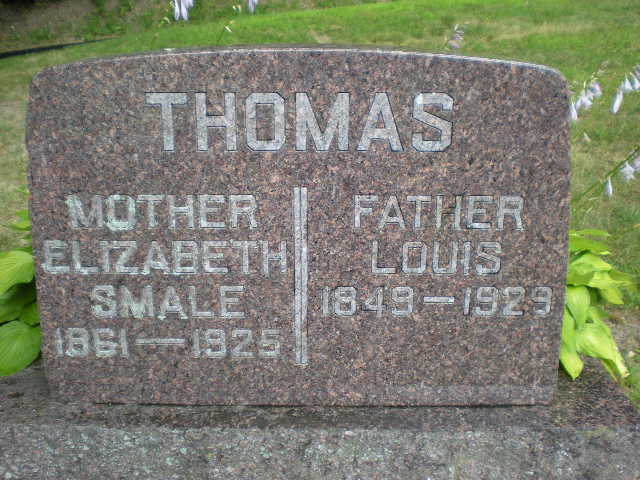 THOMAS
MOTHER
ELIZABETH
SMALE
1861 — 1925
FATHER
LOUIS
1849 — 1929